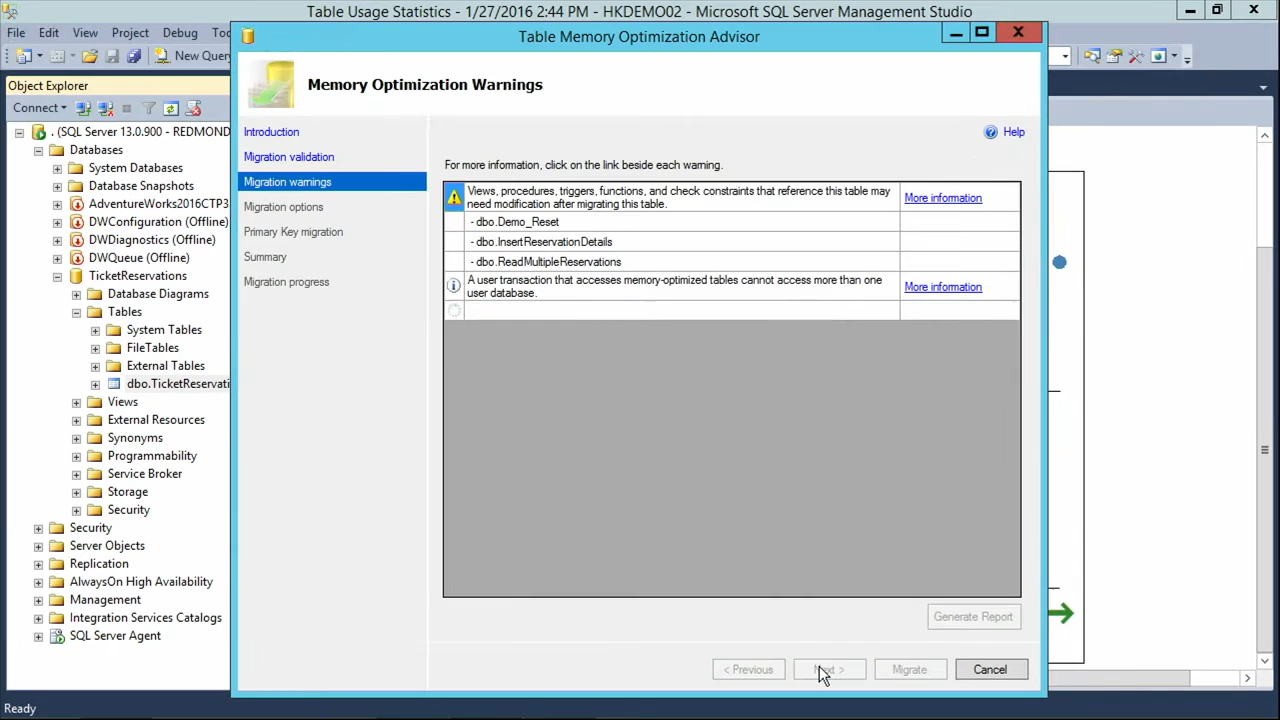 Table Usage Statistics - 1/27/2016 2:44 PM - HKDEMO02 - Microsoft SQL Server Management Studio
File Edit View Project Debug
New Query
Object Explorer
Connect
. (SQL Server 13.0.900 - REDMOND
Databases
System Databases
Database Snapshots
AdventureWorks2016CTP3
DWConfiguration (Offline)
DWDiagnostics (Offline)
DWQueue (Offline)
TicketReservations
Database Diagrams
Tables
System Tables
FileTables
External Tables
dbo.TicketReservati
Views
External Resources
Synonyms
Programmability
Service Broker
Storage
Security
Security
Server Objects
Replication
AlwaysOn High Availability
Management
Integration Services Catalogs
SQL Server Agent
Ready
Table Memory Optimization Advisor
Memory Optimization Warnings
Introduction
Migration validation
Migration warnings
Migration options
Primary Key migration
Summary
Migration progress
Help
For more information, click on the link beside each warning.
Views, procedures, triggers, functions, and check constraints that reference this table may
need modification after migrating this table.
More information
- dbo.Demo_Reset
- dbo.InsertReservationDetails
- dbo.ReadMultipleReservations
A user transaction that accesses memory-optimized tables cannot access more than one
user database.
More information
Generate Report
< Previous
Next >
Migrate
Cancel